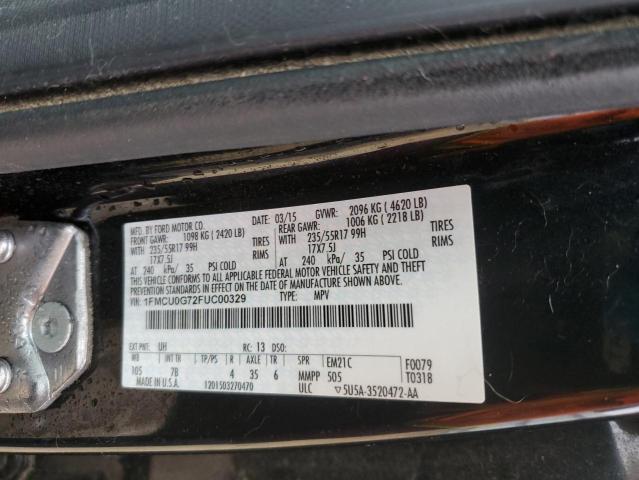 MFD. BY FORD MOTOR CO.
DATE: 03/15 GVWR: 2096 KG ( 4620 LB)
FRONT GAWR: 1098 KG ( 2420 LB)
REAR GAWR: 1006 KG ( 2218 LB)
235/55R17 99H TIRES
235/55R17 99H TIRES
17X7.5J RIMS
17X7.5J RIMS
AT 240 kPa/ 35 PSI COLD
AT 240 kPa/ 35 PSI COLD
THIS VEHICLE CONFORMS TO ALL APPLICABLE FEDERAL MOTOR VEHICLE SAFETY, BUMPER, AND THEFT
PREVENTION STANDARDS IN EFFECT ON THE DATE OF MANUFACTURE SHOWN ABOVE.
VIN: 1FMCU0G72FUC00329
TYPE: MPV
EXT PNT: UH RC: 13 DSO:
WB INT TR TP/PS R AXLE TR SPR EM21C F0079
105 7B 4 35 6 MMPP 505 T0318
MADE IN U.S.A. 1201503270470 ULC ▽5U5A-3520472-AA